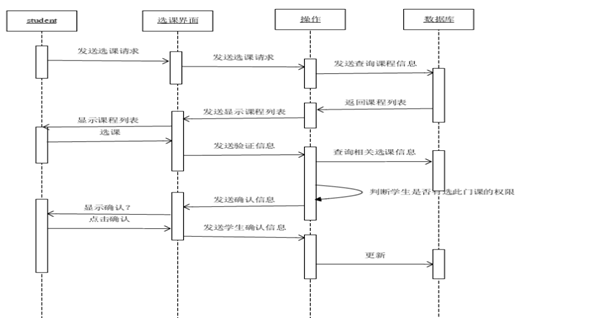 student
选课界面
操作
数据库
发送选课请求
发送选课请求
发送查询课程信息
返回课程列表
发送显示课程列表
显示课程列表
选课
发送验证信息
查询相关选课信息
判断学生是否有选此门课的权限
发送确认信息
显示确认?
点击确认
发送学生确认信息
更新